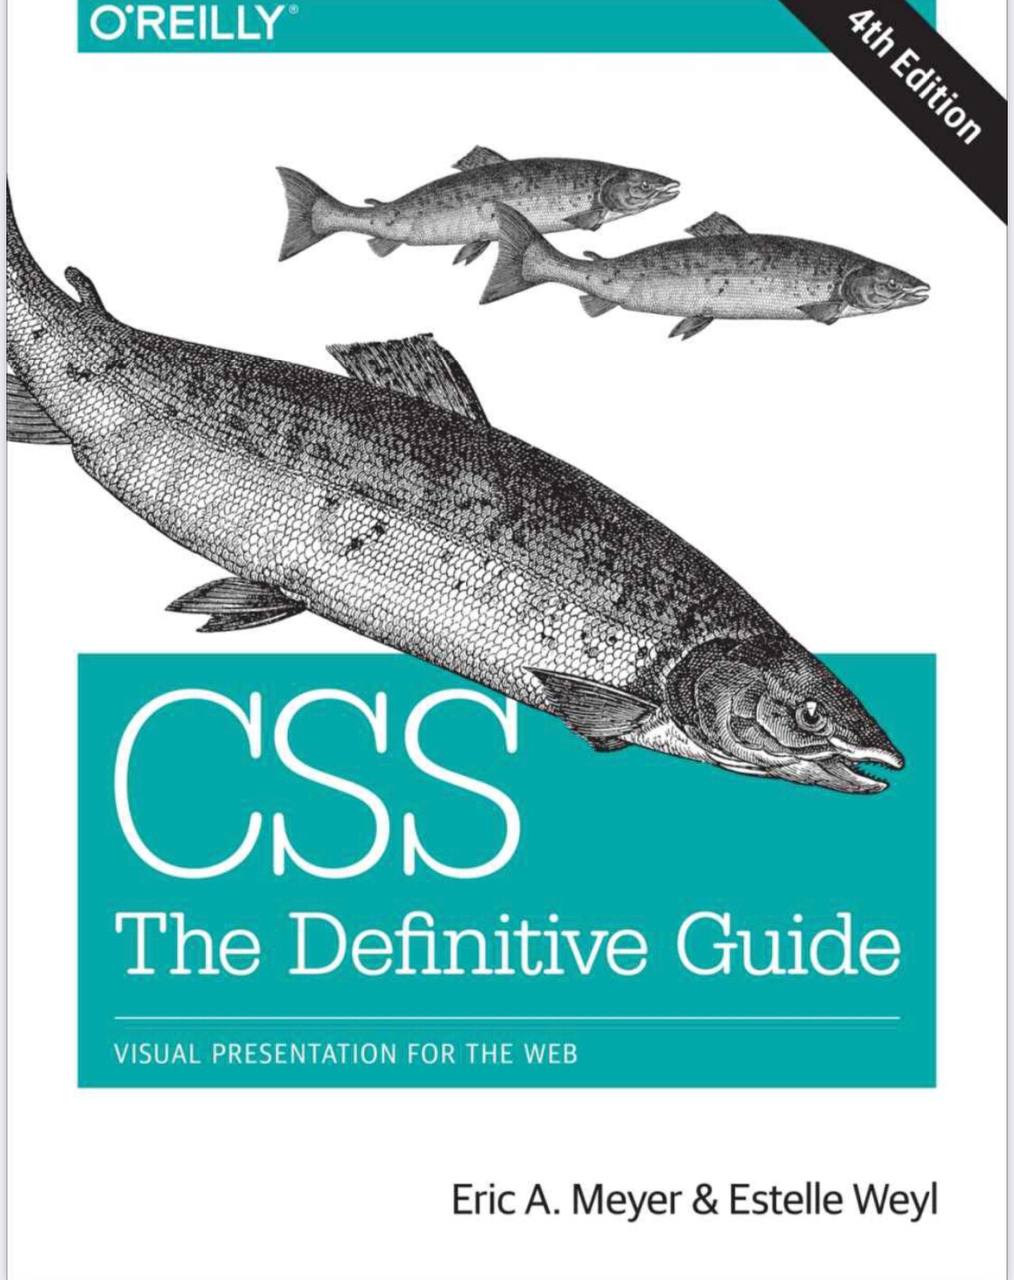 O'REILLY®
4th Edition
CSS
The Definitive Guide
VISUAL PRESENTATION FOR THE WEB
Eric A. Meyer & Estelle Weyl